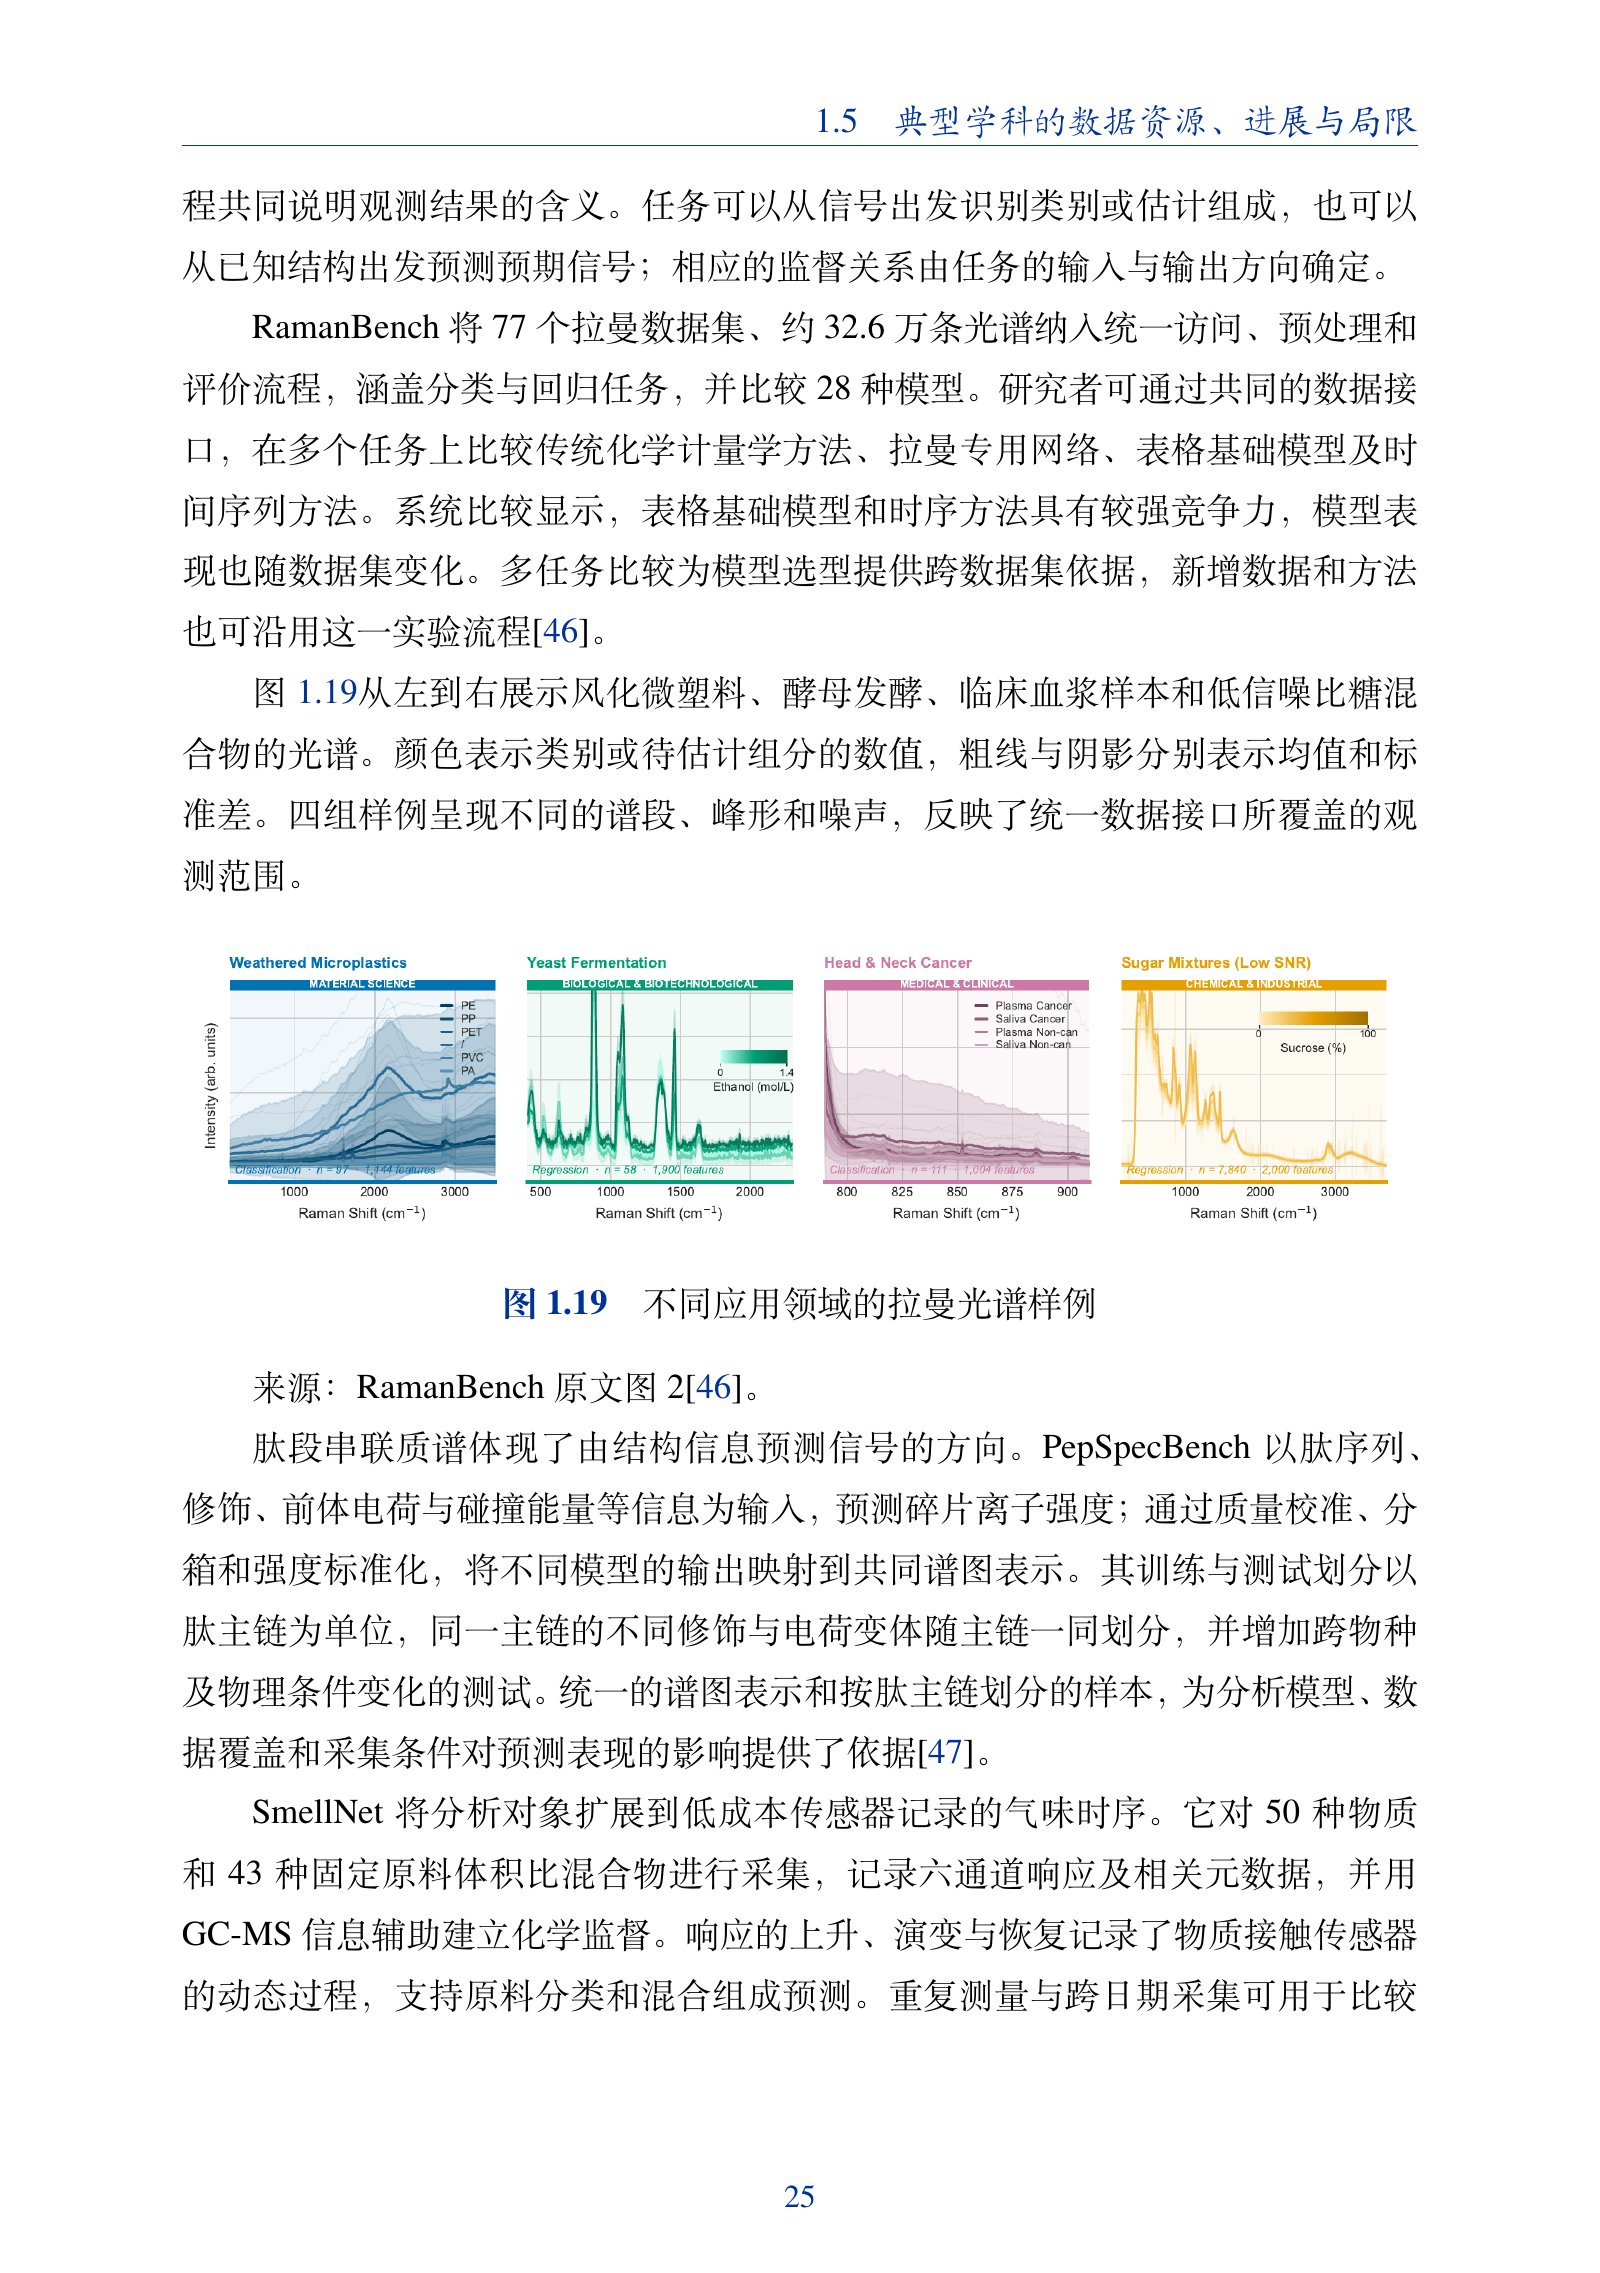 1.5 典型学科的数据资源、进展与局限
程共同说明观测结果的含义。任务可以从信号出发识别类别或估计组成，也可以
从已知结构出发预测预期信号；相应的监督关系由任务的输入与输出方向确定。
RamanBench 将 77 个拉曼数据集、约 32.6 万条光谱纳入统一访问、预处理和
评价流程，涵盖分类与回归任务，并比较 28 种模型。研究者可通过共同的数据接
口，在多个任务上比较传统化学计量学方法、拉曼专用网络、表格基础模型及时
间序列方法。系统比较显示，表格基础模型和时序方法具有较强竞争力，模型表
现也随数据集变化。多任务比较为模型选型提供跨数据集依据，新增数据和方法
也可沿用这一实验流程[46]。
图 1.19从左到右展示风化微塑料、酵母发酵、临床血浆样本和低信噪比糖混
合物的光谱。颜色表示类别或待估计组分的数值，粗线与阴影分别表示均值和标
准差。四组样例呈现不同的谱段、峰形和噪声，反映了统一数据接口所覆盖的观
测范围。
Weathered Microplastics
MATERIAL SCIENCE
PE
PP
PET
/
PVC
PA
Intensity (arb. units)
Classification · n = 97 · 1,144 features
1000 2000 3000
Raman Shift (cm⁻¹)
Yeast Fermentation
BIOLOGICAL & BIOTECHNOLOGICAL
0 1.4
Ethanol (mol/L)
Regression · n = 58 · 1,900 features
500 1000 1500 2000
Raman Shift (cm⁻¹)
Head & Neck Cancer
MEDICAL & CLINICAL
Plasma Cancer
Saliva Cancer
Plasma Non-can
Saliva Non-can
Classification · n = 111 · 1,004 features
800 825 850 875 900
Raman Shift (cm⁻¹)
Sugar Mixtures (Low SNR)
CHEMICAL & INDUSTRIAL
0 100
Sucrose (%)
Regression · n = 7,840 · 2,000 features
1000 2000 3000
Raman Shift (cm⁻¹)
图 1.19 不同应用领域的拉曼光谱样例
来源：RamanBench 原文图 2[46]。
肽段串联质谱体现了由结构信息预测信号的方向。PepSpecBench 以肽序列、
修饰、前体电荷与碰撞能量等信息为输入，预测碎片离子强度；通过质量校准、分
箱和强度标准化，将不同模型的输出映射到共同谱图表示。其训练与测试划分以
肽主链为单位，同一主链的不同修饰与电荷变体随主链一同划分，并增加跨物种
及物理条件变化的测试。统一的谱图表示和按肽主链划分的样本，为分析模型、数
据覆盖和采集条件对预测表现的影响提供了依据[47]。
SmellNet 将分析对象扩展到低成本传感器记录的气味时序。它对 50 种物质
和 43 种固定原料体积比混合物进行采集，记录六通道响应及相关元数据，并用
GC-MS 信息辅助建立化学监督。响应的上升、演变与恢复记录了物质接触传感器
的动态过程，支持原料分类和混合组成预测。重复测量与跨日期采集可用于比较
25